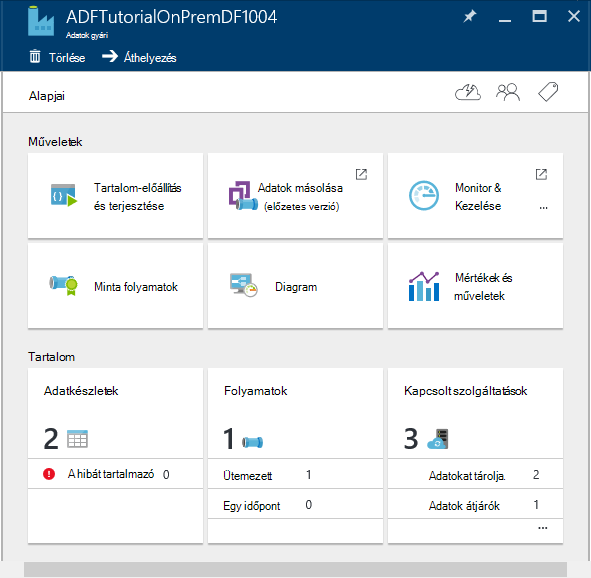 ADFTutorialOnPremDF1004
Adatok gyári
Törlése
Áthelyezés
Alapjai
Műveletek
Tartalom-előállítás
és terjesztése
Adatok másolása
(előzetes verzió)
Monitor &
Kezelése
...
Minta folyamatok
Diagram
Mértékek és
műveletek
Tartalom
Adatkészletek
2
A hibát tartalmazó 0
Folyamatok
1
Ütemezett 1
Egy időpont 0
Kapcsolt szolgáltatások
3
Adatokat tárolja. 2
Adatok átjárók 1
...